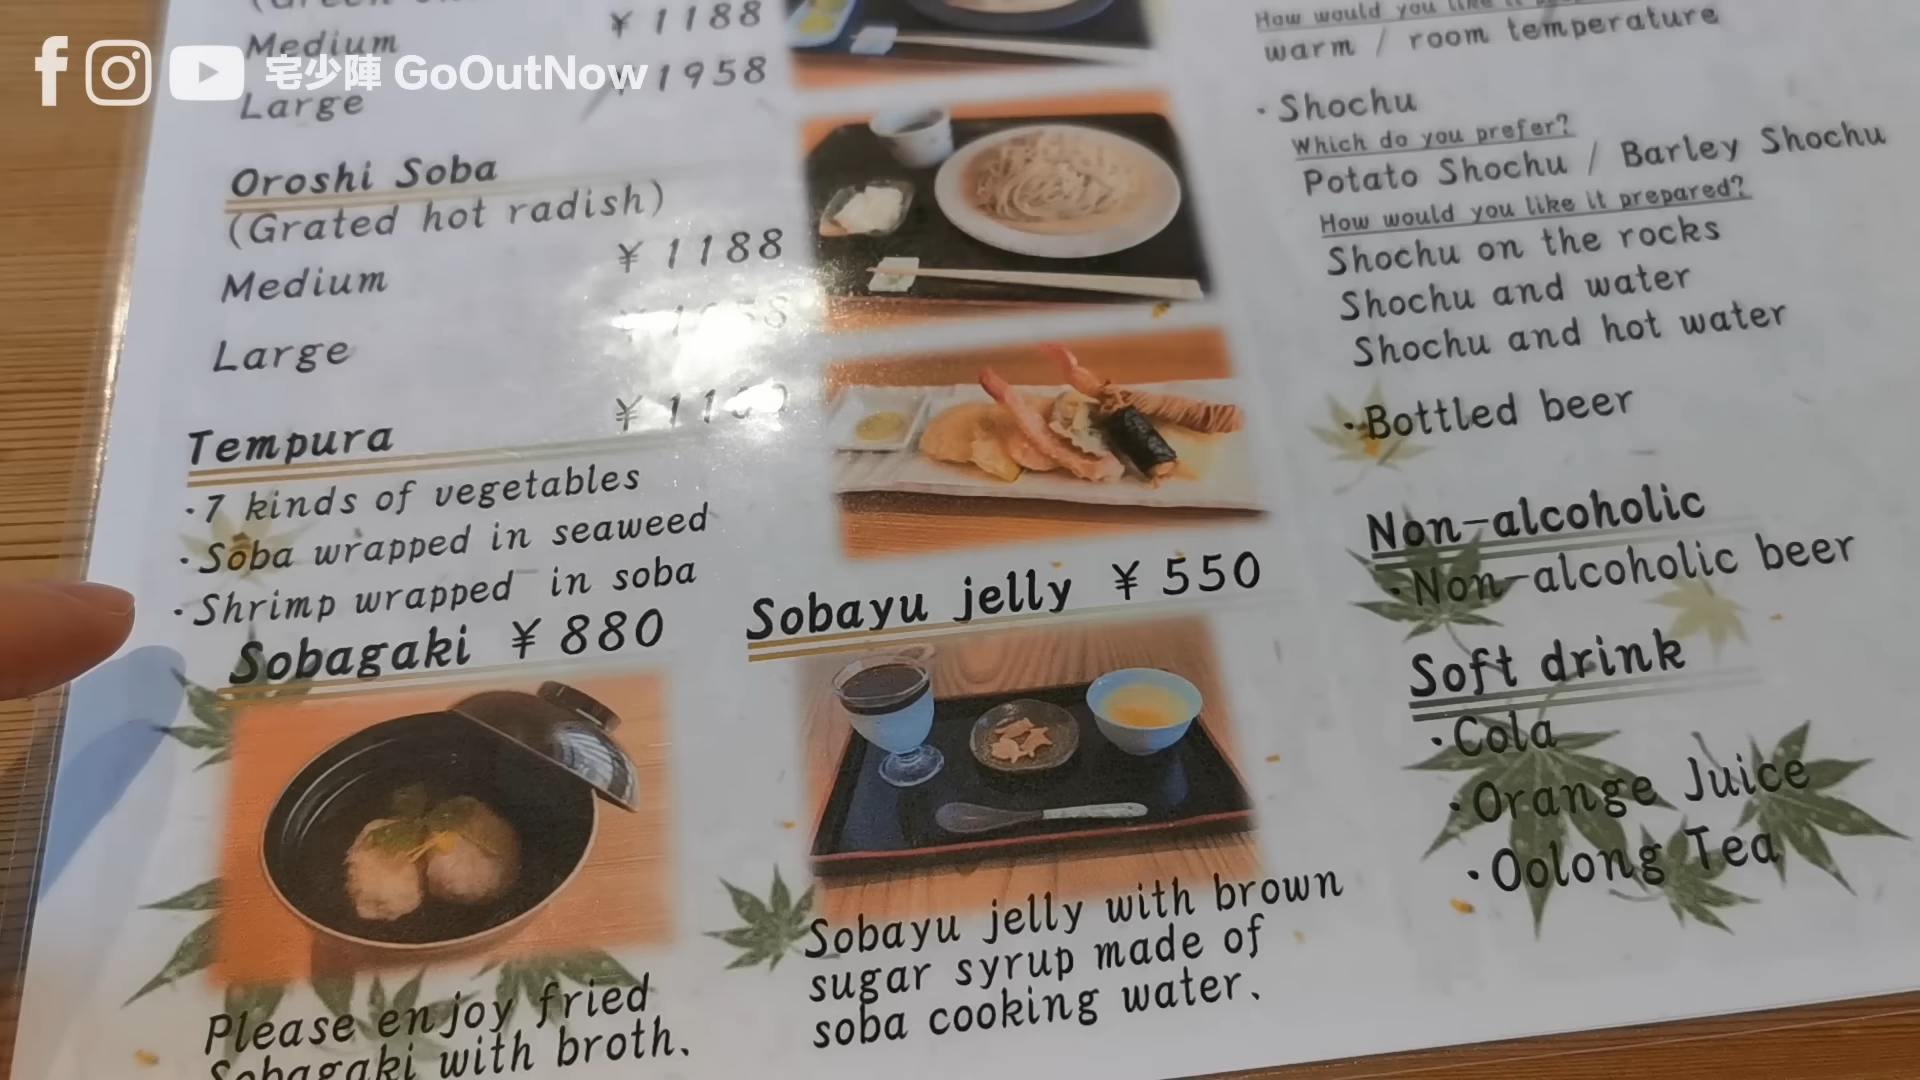 Medium ¥1188
Large ¥1958
宅少陣 GoOutNow
Oroshi Soba
(Grated hot radish)
Medium ¥1188
Large
Tempura
・7 kinds of vegetables
・Soba wrapped in seaweed
・Shrimp wrapped in soba
Sobagaki ¥880
Please enjoy fried
Sobagaki with broth.
Sobayu jelly ¥550
Sobayu jelly with brown
sugar syrup made of
soba cooking water.
How would you like it
warm / room temperature
・Shochu
Which do you prefer?
Potato Shochu / Barley Shochu
How would you like it prepared?
Shochu on the rocks
Shochu and water
Shochu and hot water
・Bottled beer
Non-alcoholic
・Non-alcoholic beer
Soft drink
・Cola
・Orange Juice
・Oolong Tea